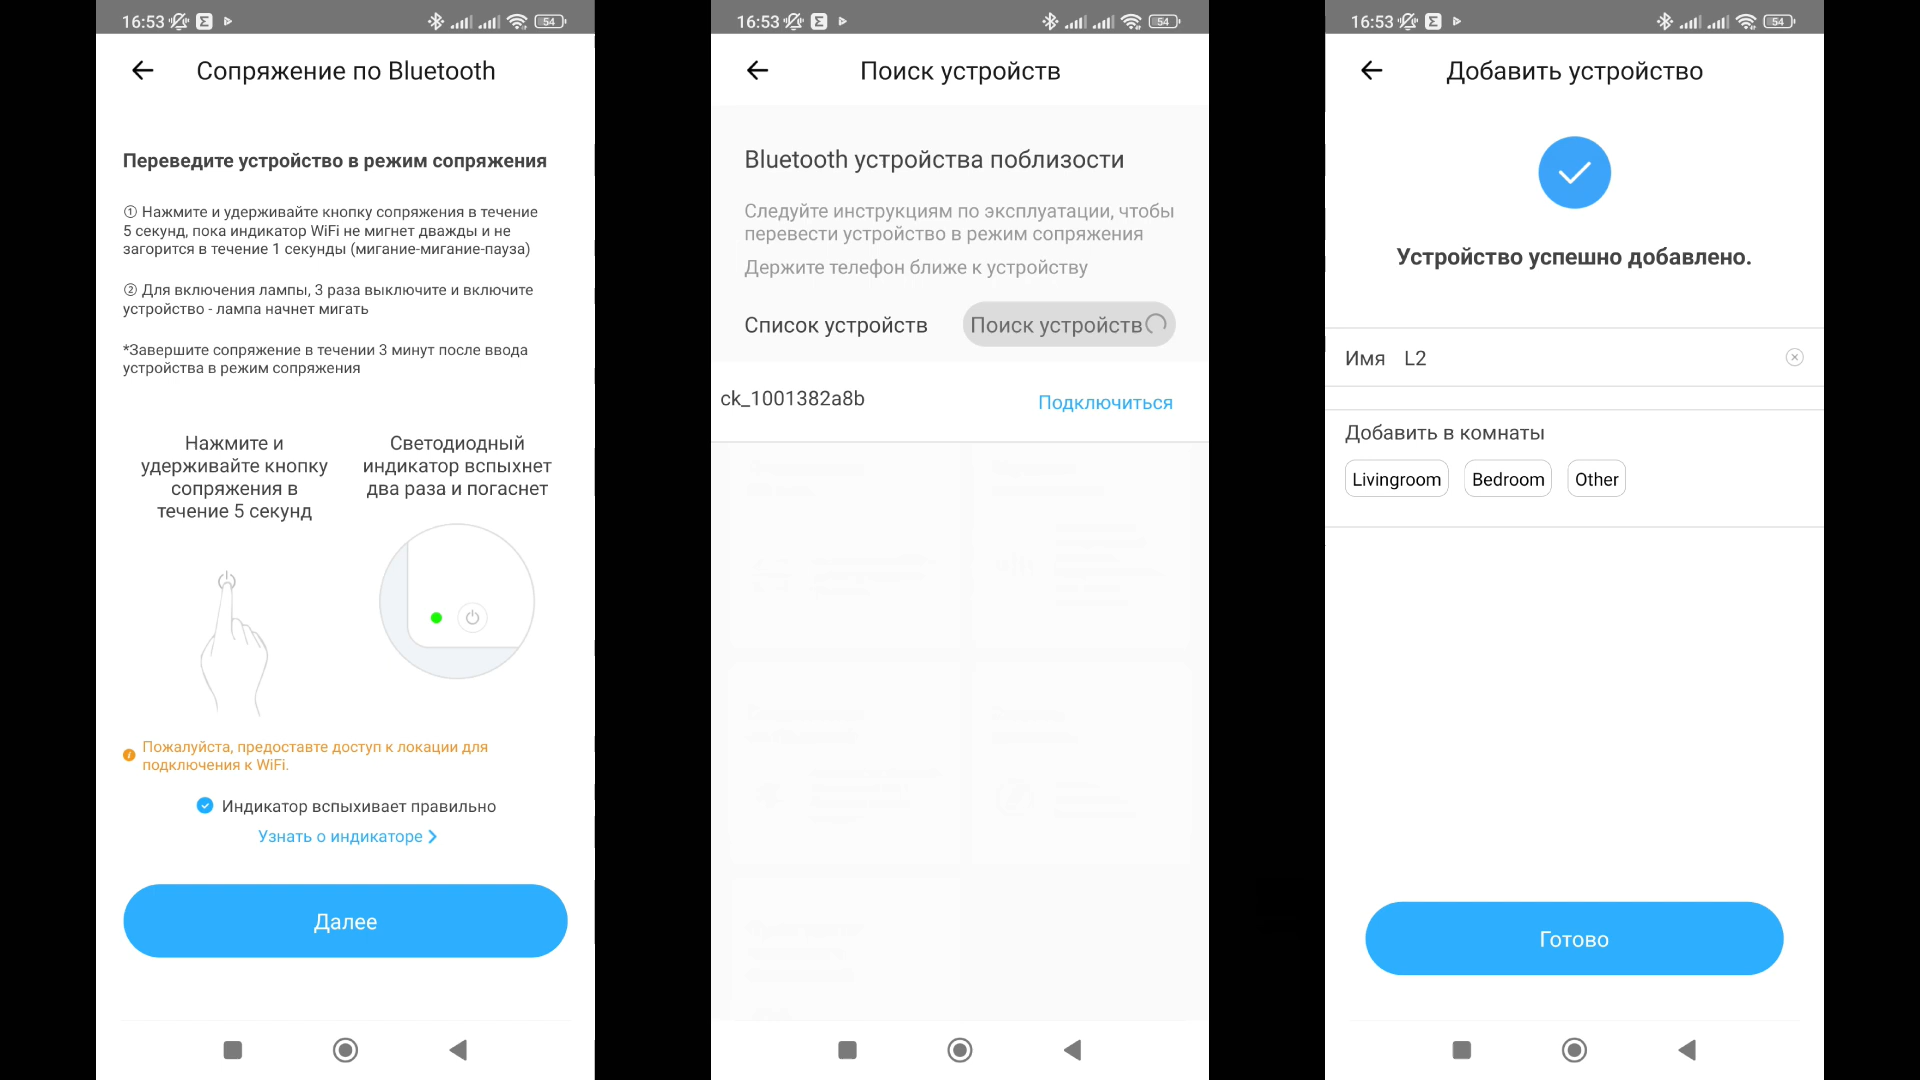 16:53
54
Сопряжение по Bluetooth
Переведите устройство в режим сопряжения
① Нажмите и удерживайте кнопку сопряжения в течение
5 секунд, пока индикатор WiFi не мигнет дважды и не
загорится в течение 1 секунды (мигание-мигание-пауза)
② Для включения лампы, 3 раза выключите и включите
устройство - лампа начнет мигать
*Завершите сопряжение в течении 3 минут после ввода
устройства в режим сопряжения
Нажмите и
удерживайте кнопку
сопряжения в
течение 5 секунд
Светодиодный
индикатор вспыхнет
два раза и погаснет
Пожалуйста, предоставте доступ к локации для
подключения к WiFi.
Индикатор вспыхивает правильно
Узнать о индикаторе
Далее
16:53
54
Поиск устройств
Bluetooth устройства поблизости
Следуйте инструкциям по эксплуатации, чтобы
перевести устройство в режим сопряжения
Держите телефон ближе к устройству
Список устройств
Поиск устройств
ck_1001382a8b
Подключиться
16:53
54
Добавить устройство
Устройство успешно добавлено.
Имя L2
Добавить в комнаты
Livingroom Bedroom Other
Готово